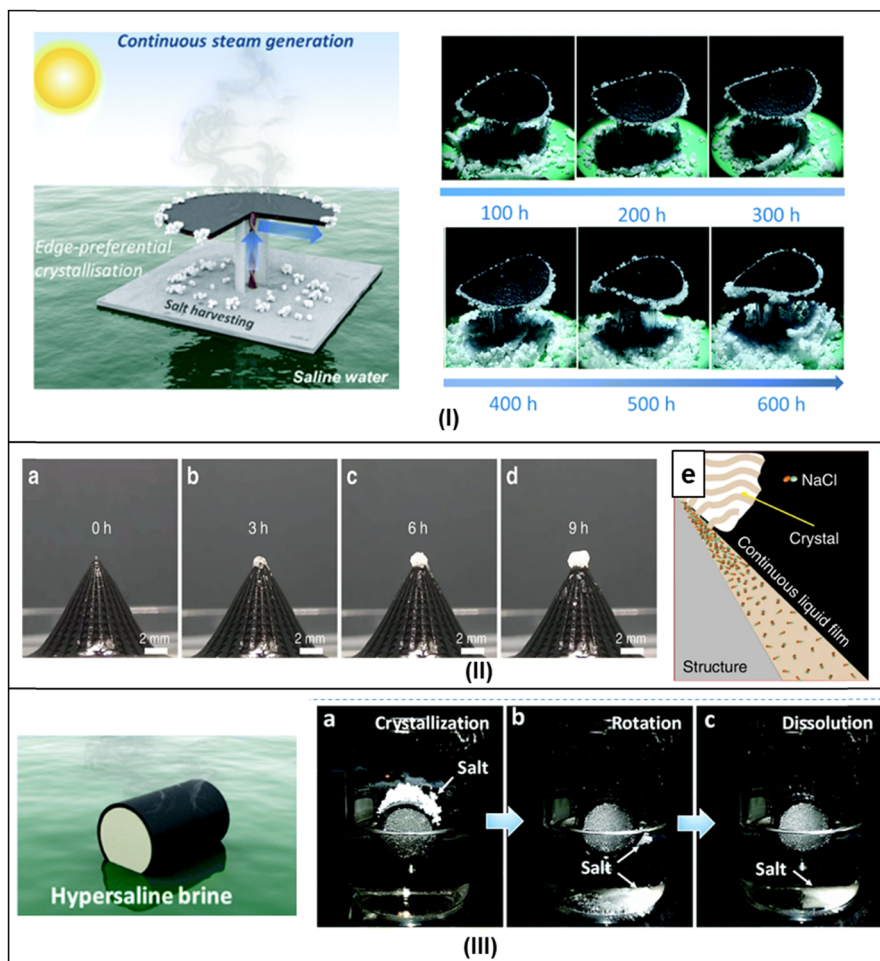 Continuous steam generation
Edge-preferential
crystallisation
Salt harvesting
Saline water
100 h
200 h
300 h
400 h
500 h
600 h
(I)
a
0 h
2 mm
b
3 h
2 mm
c
6 h
2 mm
d
9 h
2 mm
e
NaCl
Crystal
Continuous liquid film
Structure
(II)
Hypersaline brine
a
Crystallization
Salt
b
Rotation
Salt
c
Dissolution
Salt
(III)